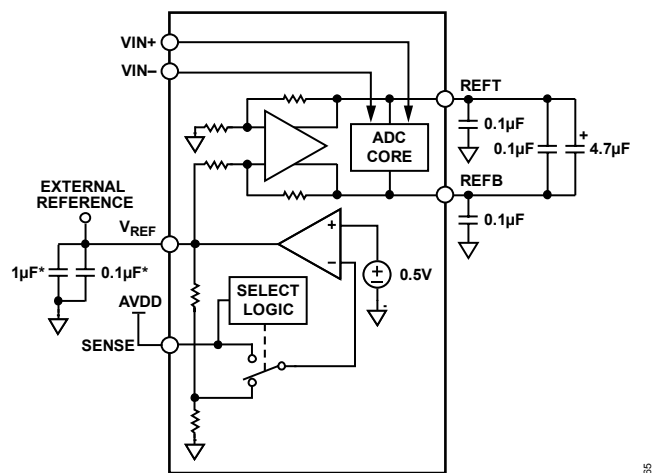 VIN+
VIN–
REFT
ADC
CORE
0.1µF
0.1µF
+
4.7µF
REFB
0.1µF
EXTERNAL
REFERENCE
VREF
1µF*
0.1µF*
+
–
0.5V
+
–
SELECT
LOGIC
AVDD
SENSE
65